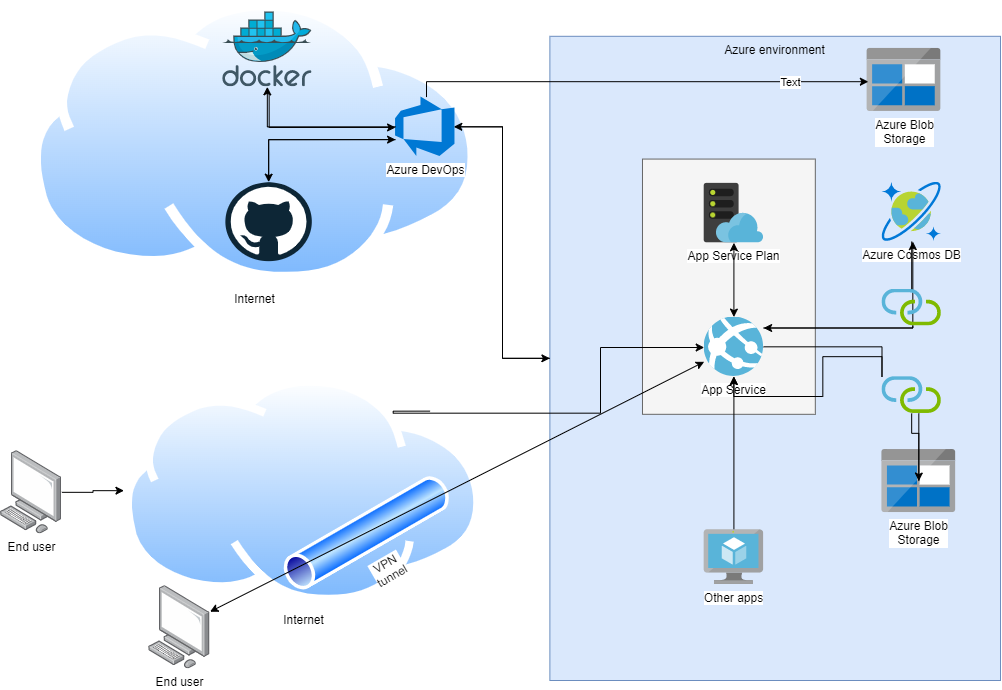 docker
Azure DevOps
Internet
Azure environment
Text
Azure Blob
Storage
App Service Plan
Azure Cosmos DB
App Service
Azure Blob
Storage
Other apps
End user
VPN
tunnel
Internet
End user